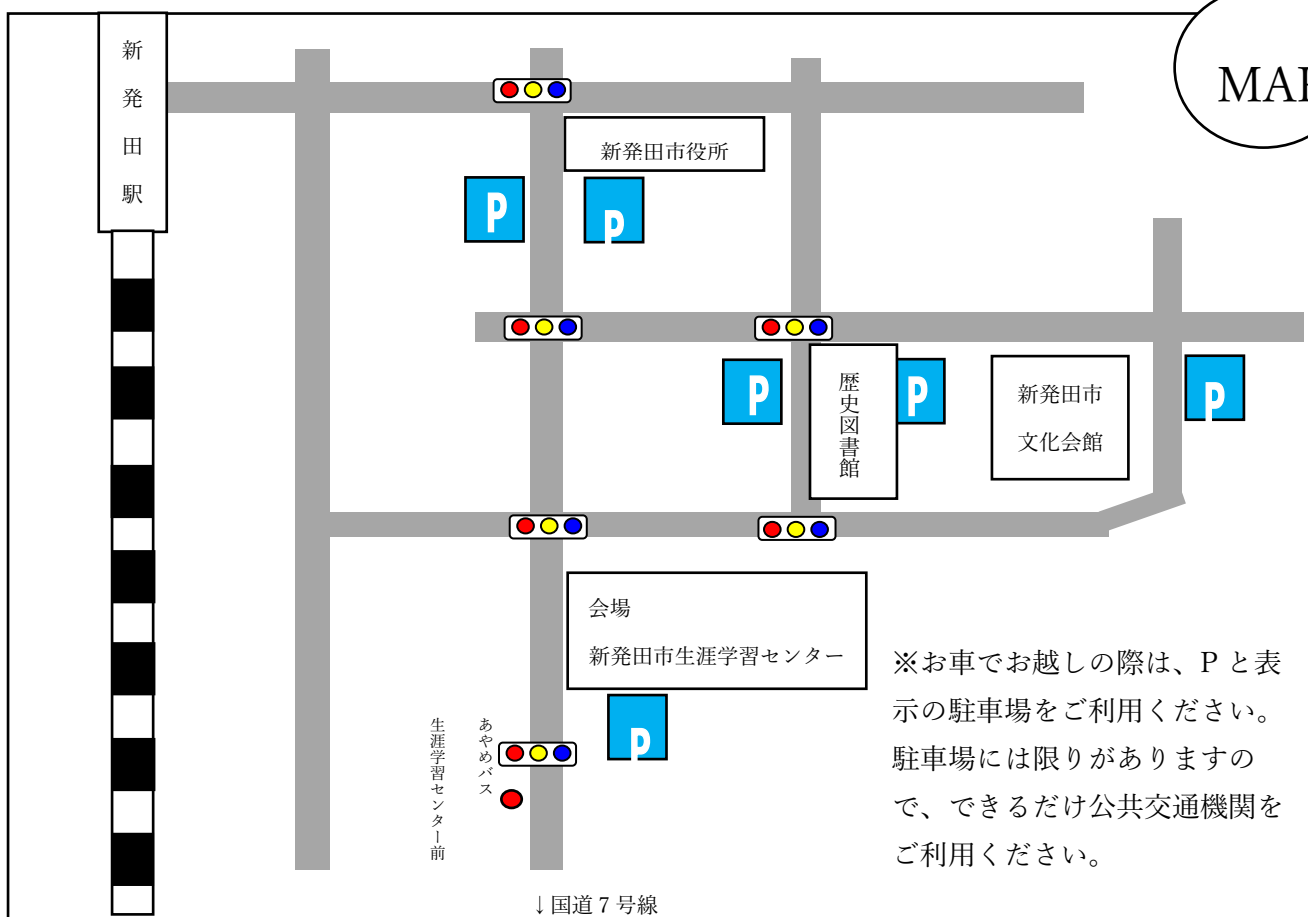 新発田駅
MAP
新発田市役所
P
P
P
歴史図書館
P
新発田市
文化会館
P
会場
新発田市生涯学習センター
P
あやめバス
生涯学習センター前
※お車でお越しの際は、P と表
示の駐車場をご利用ください。
駐車場には限りがありますの
で、できるだけ公共交通機関を
ご利用ください。
↓国道 7 号線